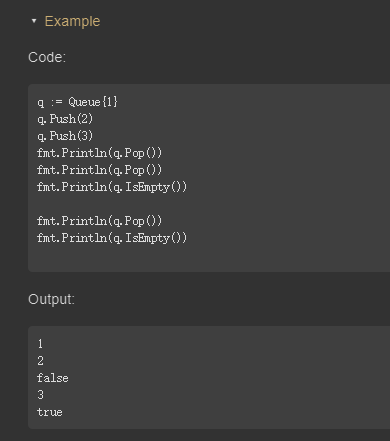 Example
Code:
q := Queue{1}
q.Push(2)
q.Push(3)
fmt.Println(q.Pop())
fmt.Println(q.Pop())
fmt.Println(q.IsEmpty())
fmt.Println(q.Pop())
fmt.Println(q.IsEmpty())
Output:
1
2
false
3
true